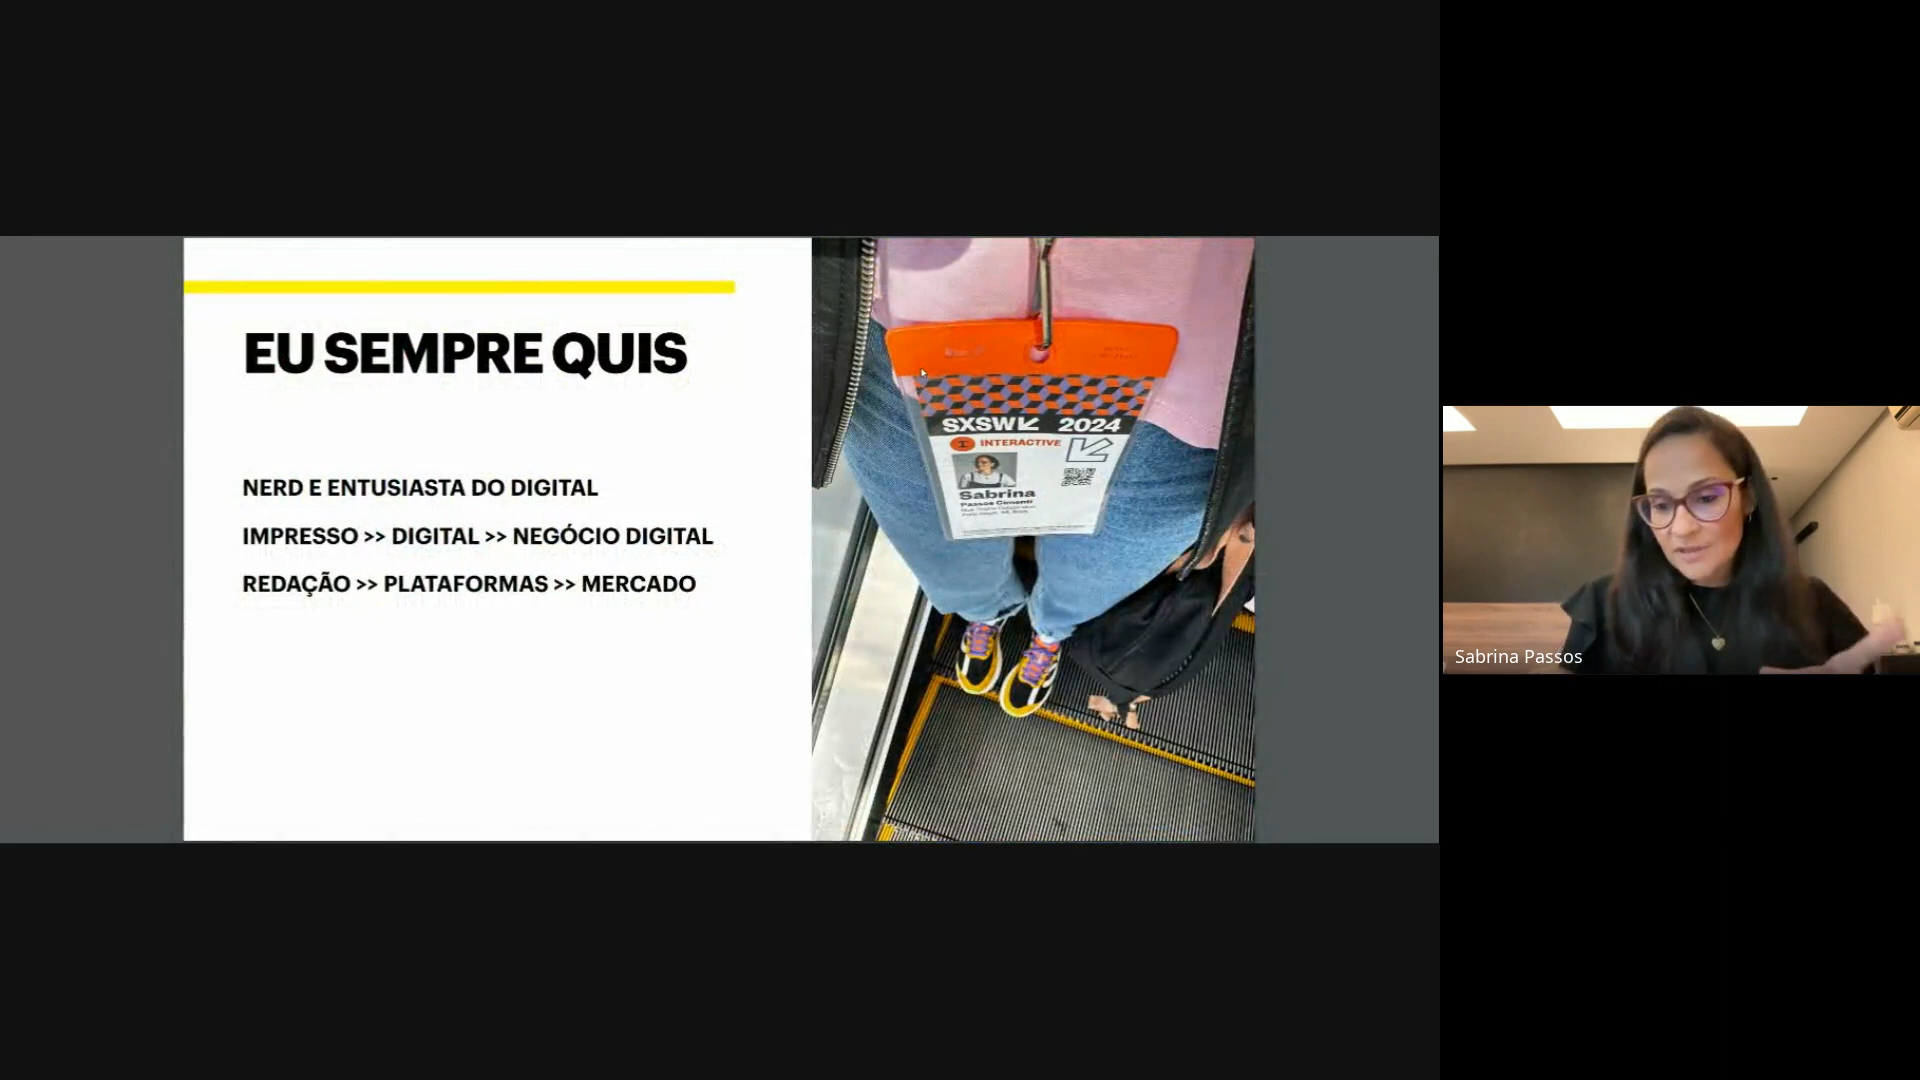 EU SEMPRE QUIS
NERD E ENTUSIASTA DO DIGITAL
IMPRESSO >> DIGITAL >> NEGÓCIO DIGITAL
REDAÇÃO >> PLATAFORMAS >> MERCADO
SXSW 2024
INTERACTIVE
Sabrina
Sabrina Passos